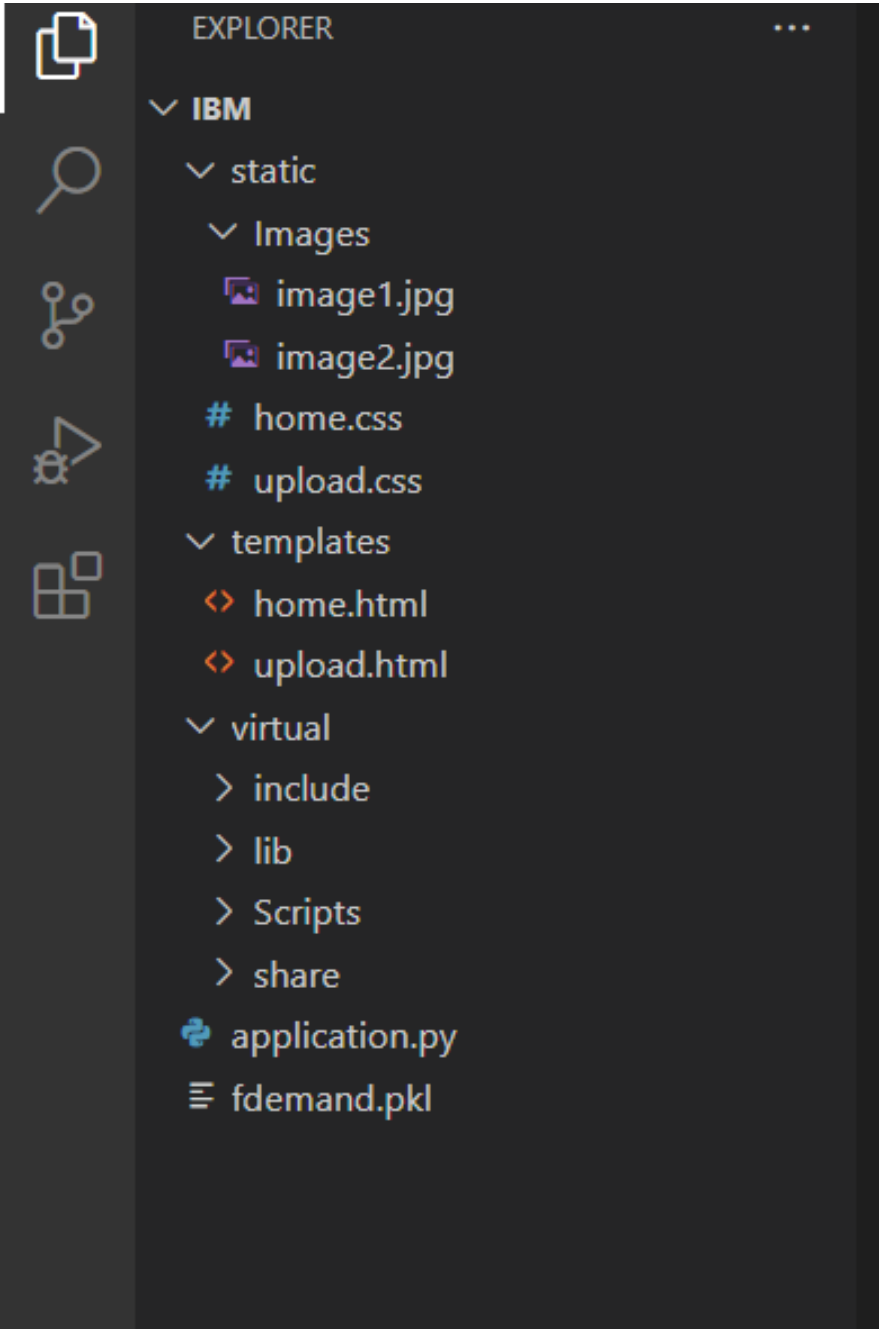 EXPLORER
IBM
static
Images
image1.jpg
image2.jpg
# home.css
# upload.css
templates
<> home.html
<> upload.html
virtual
include
lib
Scripts
share
application.py
fdemand.pkl